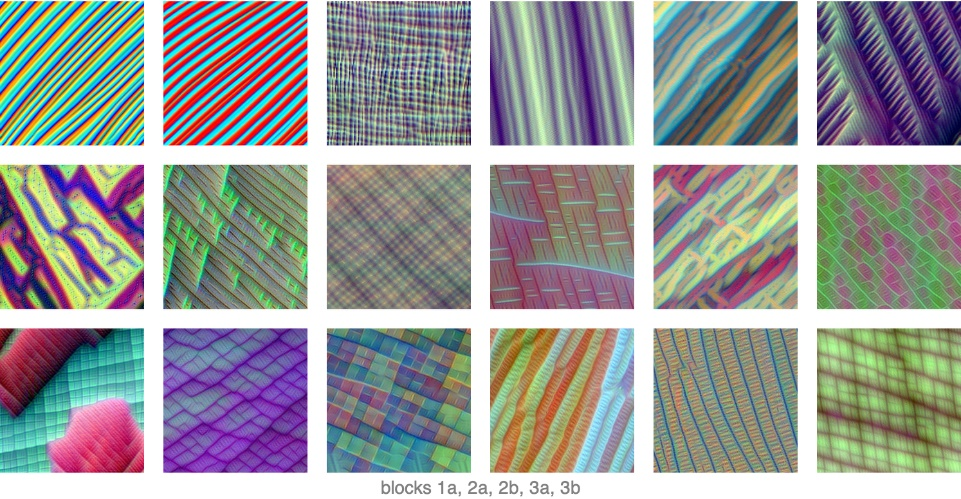 blocks 1a, 2a, 2b, 3a, 3b